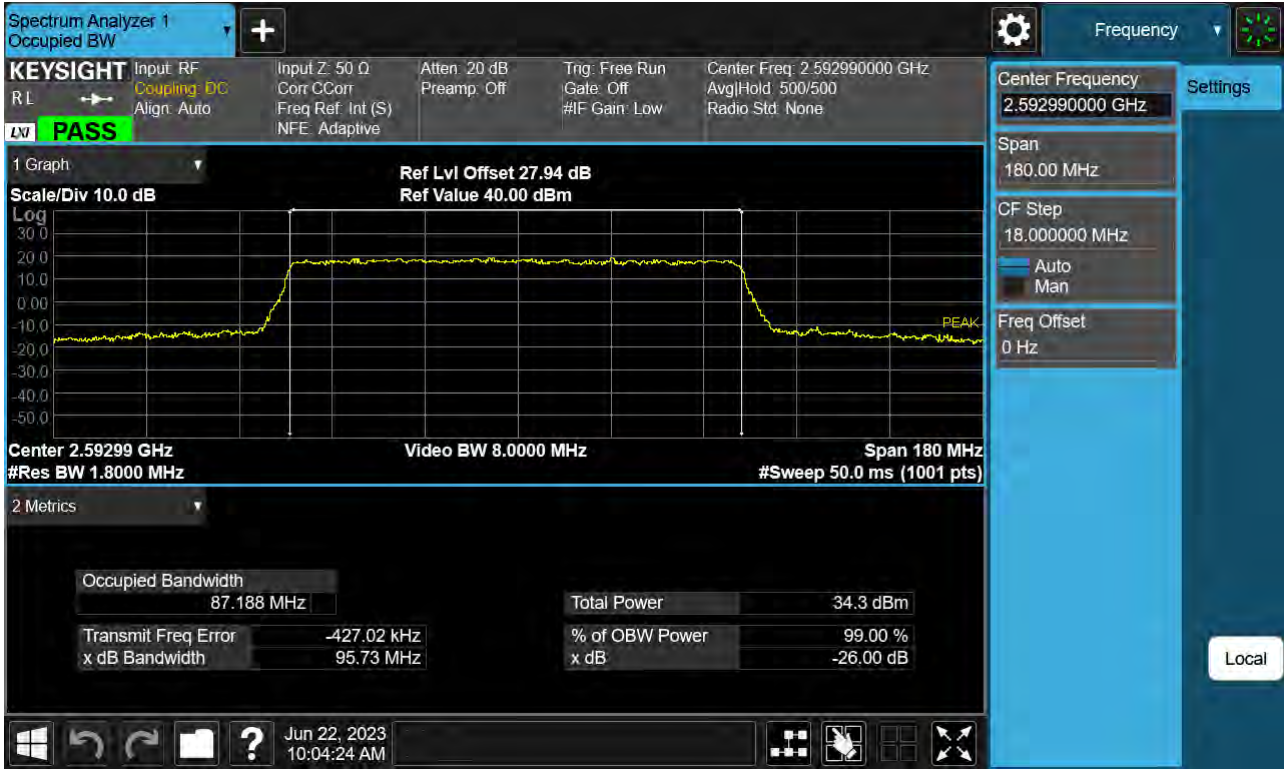 Spectrum Analyzer 1
Occupied BW
+
Frequency
KEYSIGHT
Input: RF
Coupling: DC
Align: Auto
Input Z: 50 Ω
Corr CCorr
Freq Ref: Int (S)
NFE: Adaptive
Atten: 20 dB
Preamp: Off
Trig: Free Run
Gate: Off
#IF Gain: Low
Center Freq: 2.592990000 GHz
Avg|Hold: 500/500
Radio Std: None
RL
LXI
PASS
Center Frequency
2.592990000 GHz
Settings
Span
180.00 MHz
CF Step
18.000000 MHz
Auto
Man
Freq Offset
0 Hz
1 Graph
Scale/Div 10.0 dB
Ref Lvl Offset 27.94 dB
Ref Value 40.00 dBm
Log
30.0
20.0
10.0
0.00
-10.0
-20.0
-30.0
-40.0
-50.0
PEAK
Center 2.59299 GHz
#Res BW 1.8000 MHz
Video BW 8.0000 MHz
Span 180 MHz
#Sweep 50.0 ms (1001 pts)
2 Metrics
Occupied Bandwidth
87.188 MHz
Transmit Freq Error -427.02 kHz
x dB Bandwidth 95.73 MHz
Total Power 34.3 dBm
% of OBW Power 99.00 %
x dB -26.00 dB
Local
?
Jun 22, 2023
10:04:24 AM